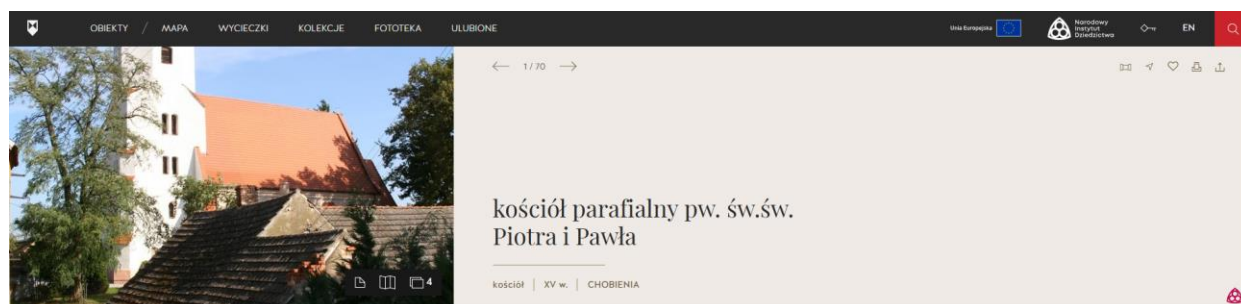 OBIEKTY / MAPA WYCIECZKI KOLEKCJE FOTOTEKA ULUBIONE
Unia Europejska
Narodowy
Instytut
Dziedzictwa
EN
1 / 70
kościół parafialny pw. św.św.
Piotra i Pawła
kościół | XV w. | CHOBIENIA
4